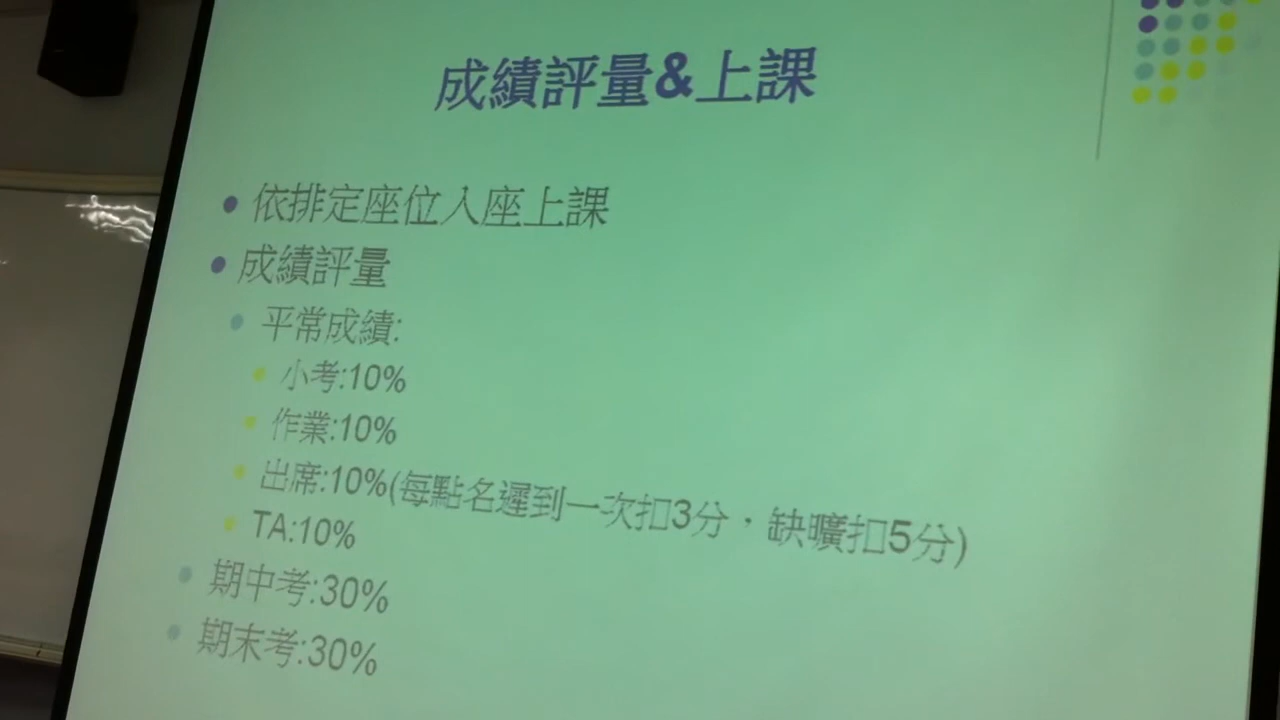 成績評量&上課
依排定座位入座上課
成績評量
平常成績:
小考:10%
作業:10%
出席:10%(每點名遲到一次扣3分，缺曠扣5分)
TA:10%
期中考:30%
期末考:30%